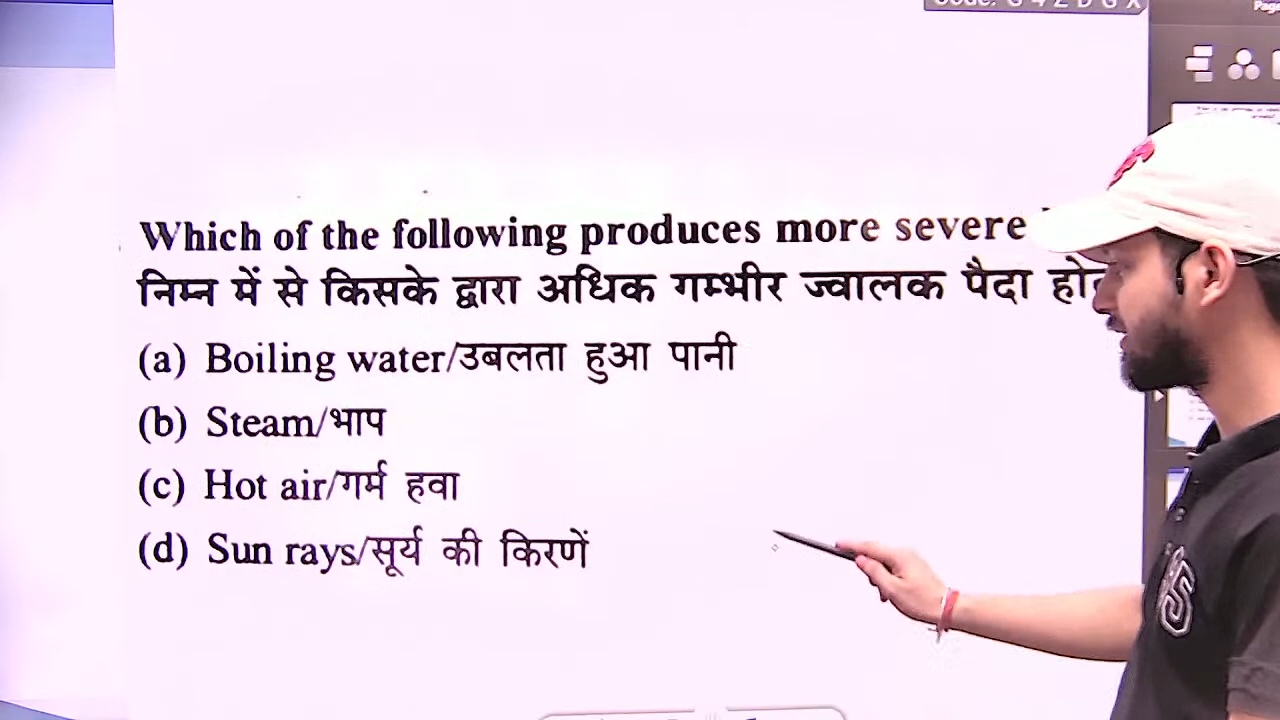 Which of the following produces more severe
निम्न में से किसके द्वारा अधिक गम्भीर ज्वालक पैदा
(a) Boiling water/उबलता हुआ पानी
(b) Steam/भाप
(c) Hot air/गर्म हवा
(d) Sun rays/सूर्य की किरणें